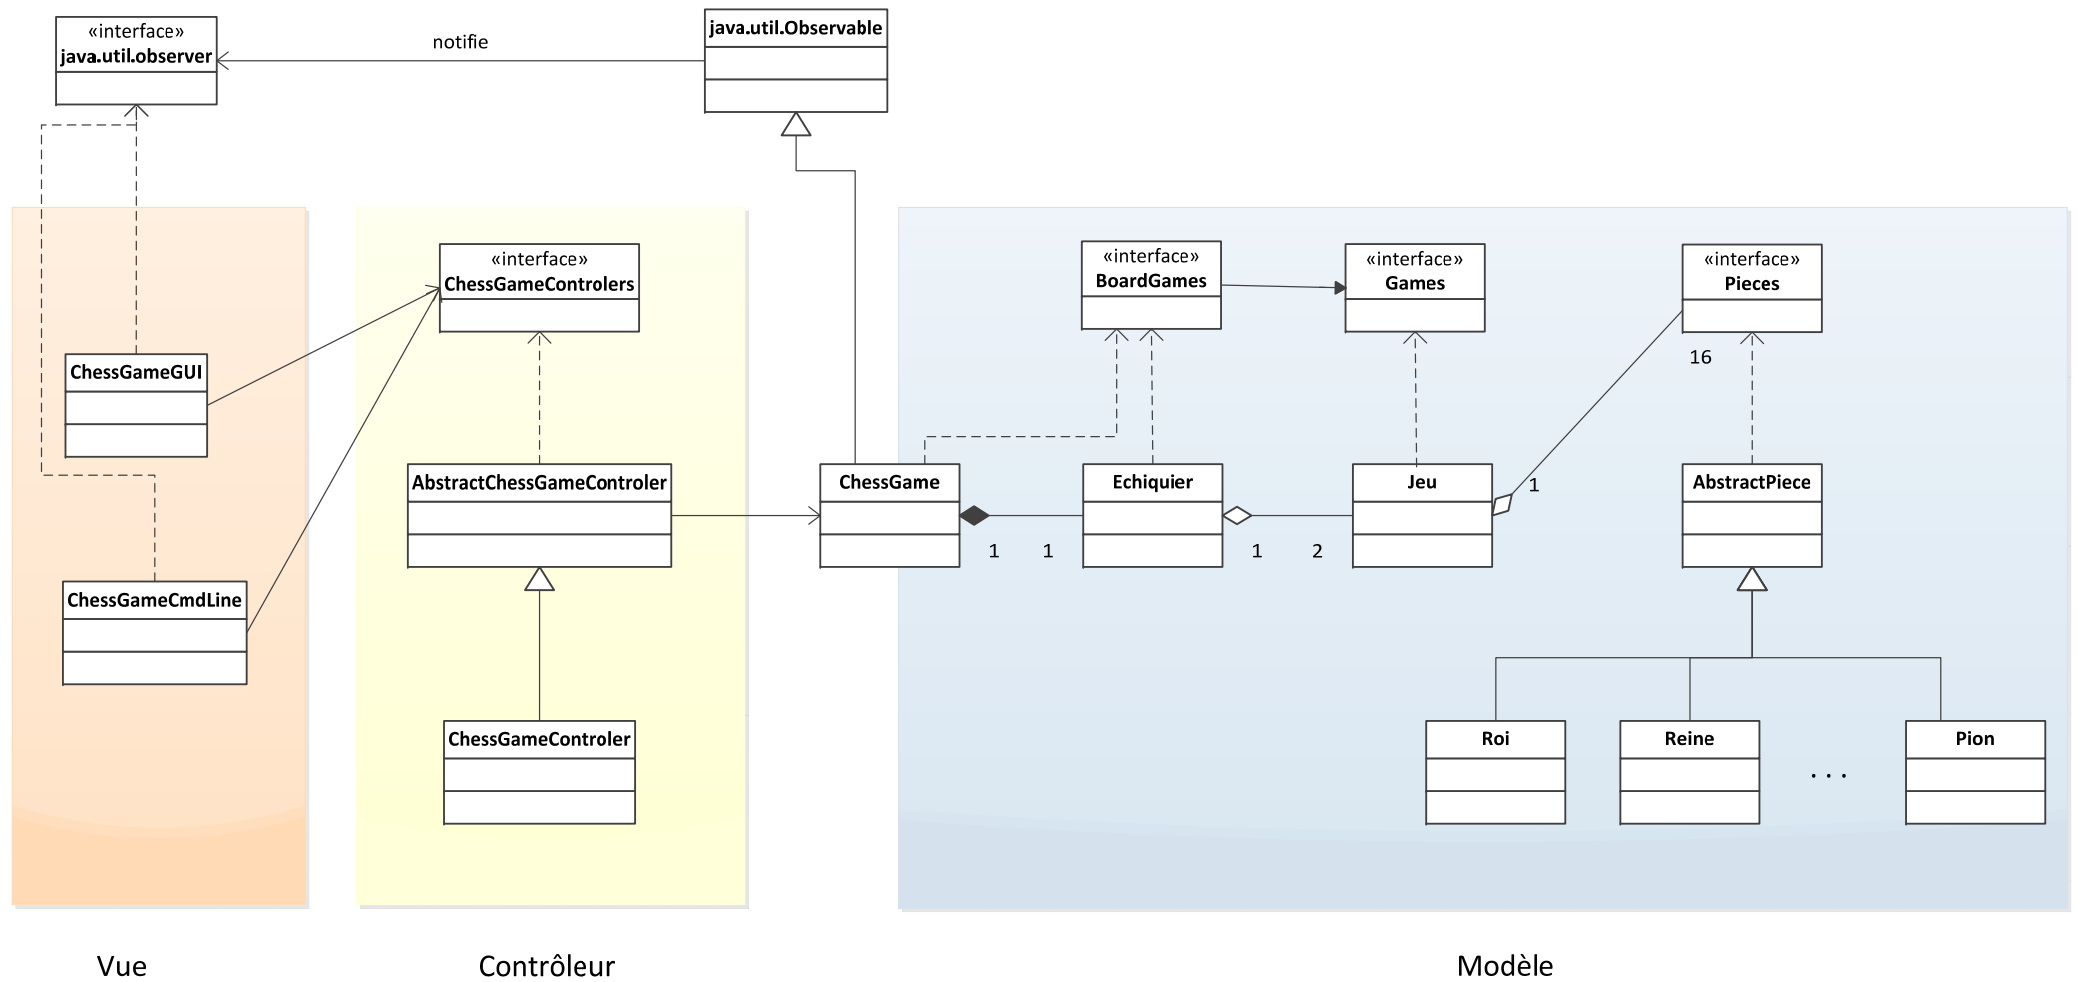 «interface»
java.util.observer
notifie
java.util.Observable
«interface»
ChessGameControlers
«interface»
BoardGames
«interface»
Games
«interface»
Pieces
16
ChessGameGUI
AbstractChessGameControler
ChessGame
Echiquier
Jeu
1
AbstractPiece
1
1
1
2
ChessGameCmdLine
ChessGameControler
Roi
Reine
. . .
Pion
Vue
Contrôleur
Modèle